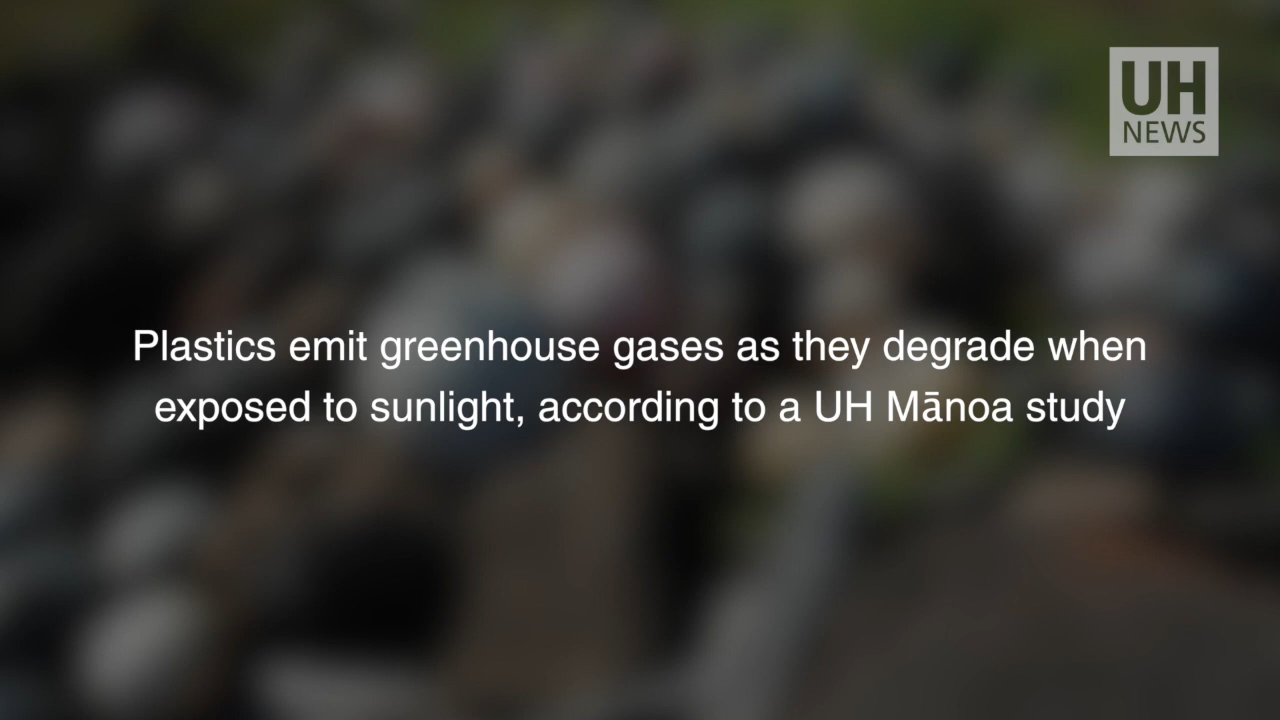 UH
NEWS
Plastics emit greenhouse gases as they degrade when
exposed to sunlight, according to a UH Mānoa study